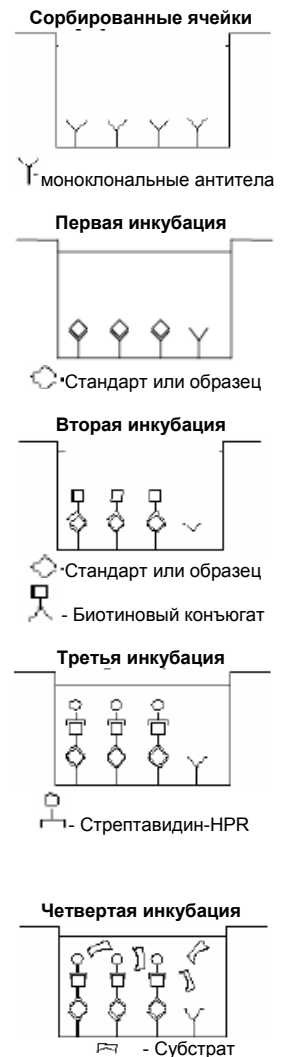 Сорбированные ячейки
моноклональные антитела
Первая инкубация
Стандарт или образец
Вторая инкубация
Стандарт или образец
- Биотиновый конъюгат
Третья инкубация
- Стрептавидин-HPR
Четвертая инкубация
- Субстрат